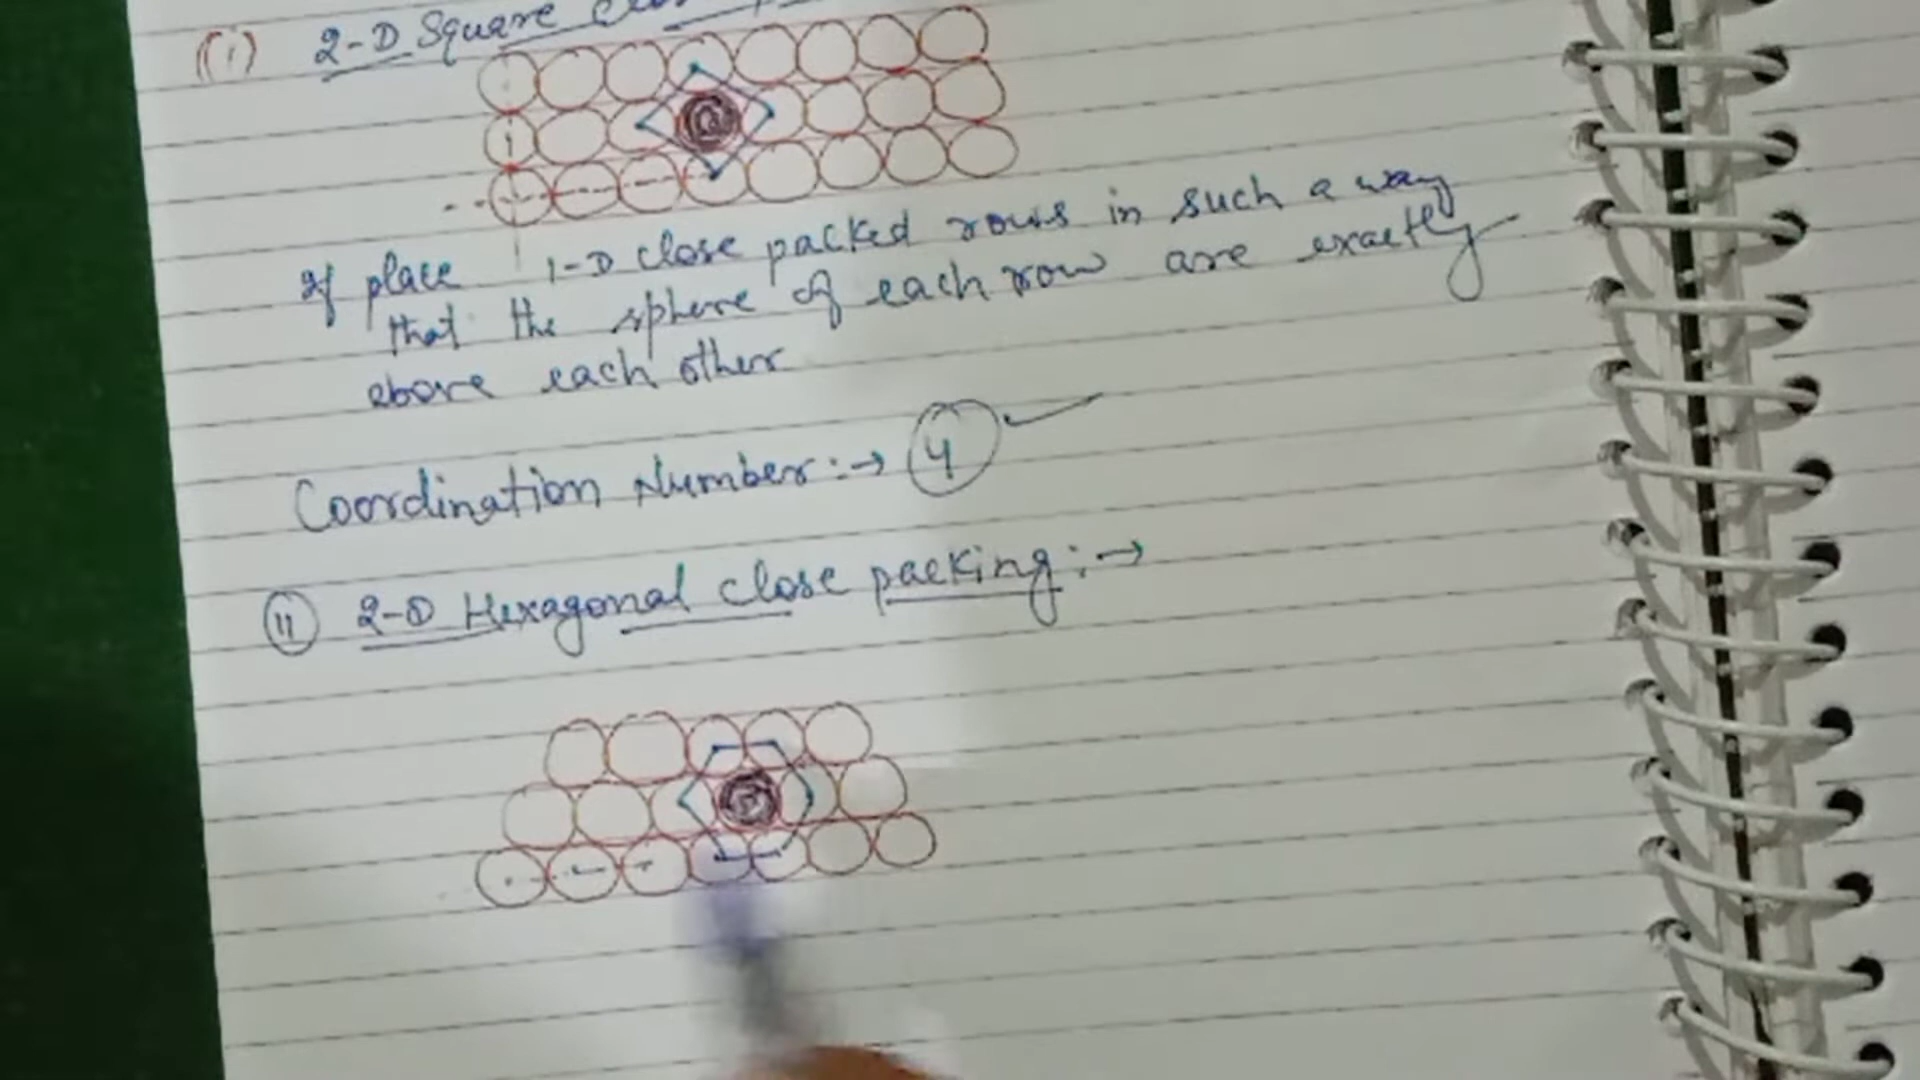 (i) 2-D Square
If place 1-D close packed rows in such a way
that the sphere of each row are exactly
above each other
Coordination Number:→ 4
(ii) 2-D Hexagonal close packing:→